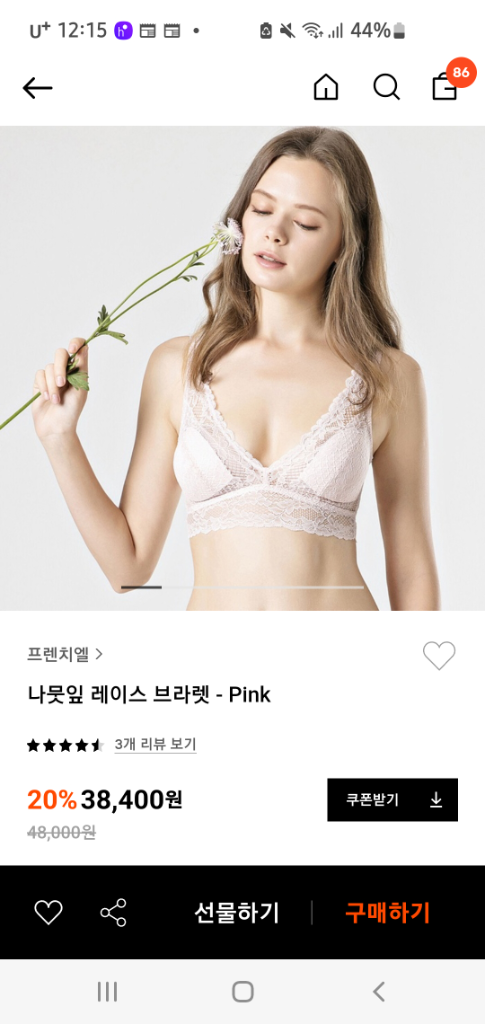 U+ 12:15 44%
86
프렌치엘 >
나뭇잎 레이스 브라렛 - Pink
3개 리뷰 보기
20% 38,400원
쿠폰받기
48,000원
선물하기 | 구매하기